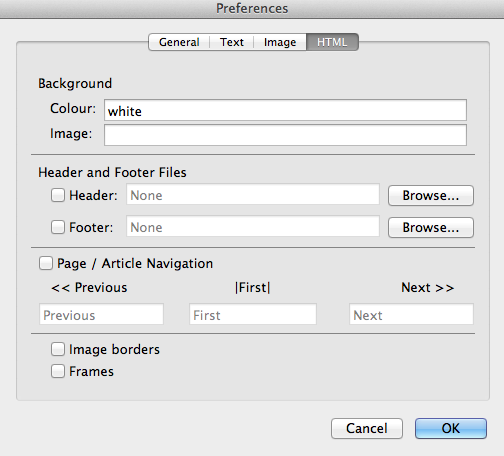 Preferences
General Text Image HTML
Background
Colour: white
Image:
Header and Footer Files
Header: None Browse...
Footer: None Browse...
Page / Article Navigation
<< Previous |First| Next >>
Previous First Next
Image borders
Frames
Cancel OK